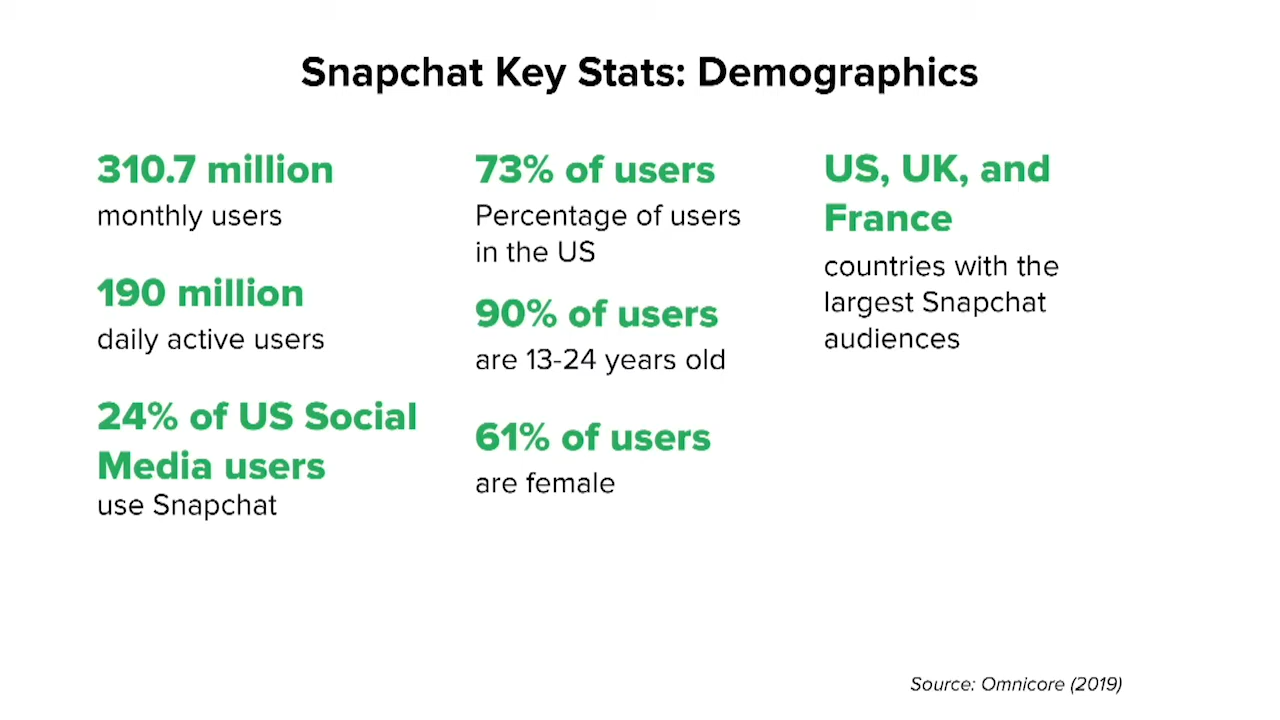 Snapchat Key Stats: Demographics
310.7 million
monthly users
190 million
daily active users
24% of US Social
Media users
use Snapchat
73% of users
Percentage of users
in the US
90% of users
are 13-24 years old
61% of users
are female
US, UK, and
France
countries with the
largest Snapchat
audiences
Source: Omnicore (2019)